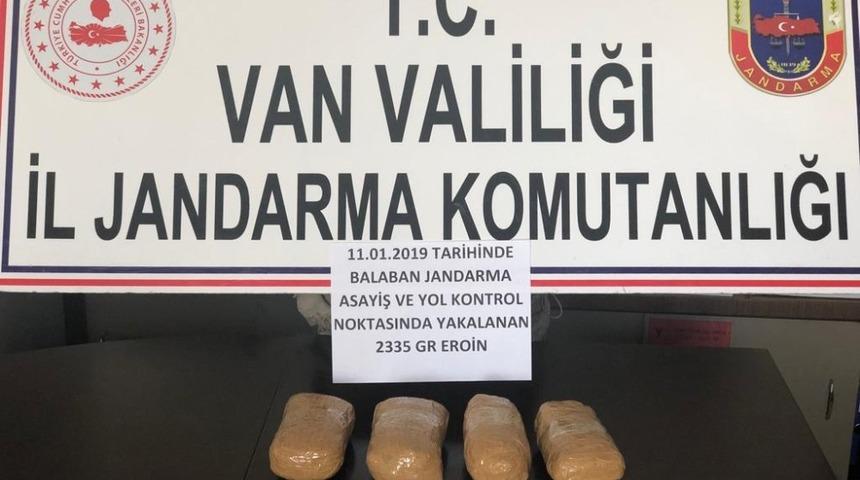 T.C.
VAN VALİLİĞİ
İL JANDARMA KOMUTANLIĞI
JANDARMA
11.01.2019 TARİHİNDE
BALABAN JANDARMA
ASAYİŞ VE YOL KONTROL
NOKTASINDA YAKALANAN
2335 GR EROİN